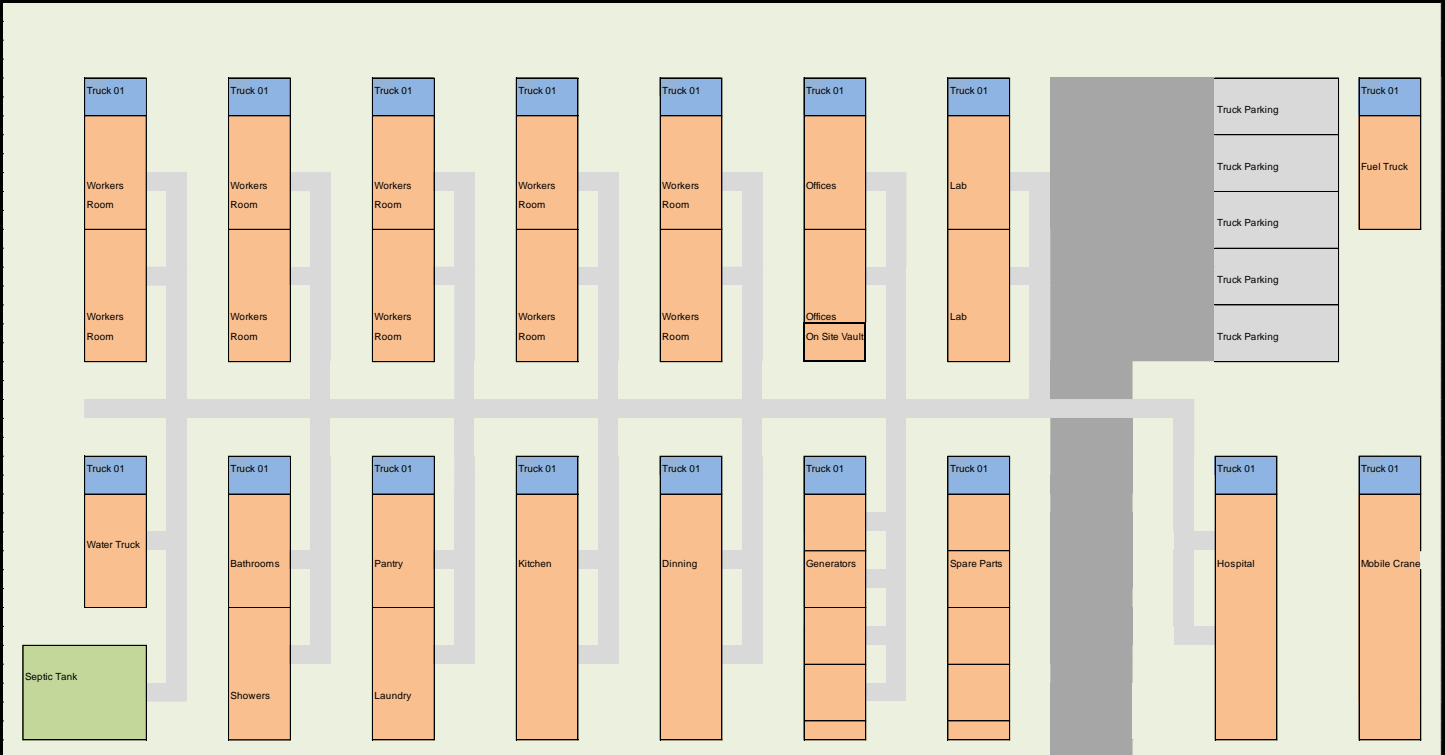 Truck 01
Truck 01
Truck 01
Truck 01
Truck 01
Truck 01
Truck 01
Truck Parking
Truck 01
Truck Parking
Fuel Truck
Workers
Room
Workers
Room
Workers
Room
Workers
Room
Workers
Room
Offices
Lab
Truck Parking
Truck Parking
Workers
Room
Workers
Room
Workers
Room
Workers
Room
Workers
Room
Offices
On Site Vault
Lab
Truck Parking
Truck 01
Truck 01
Truck 01
Truck 01
Truck 01
Truck 01
Truck 01
Truck 01
Truck 01
Water Truck
Bathrooms
Pantry
Kitchen
Dinning
Generators
Spare Parts
Hospital
Mobile Crane
Septic Tank
Showers
Laundry